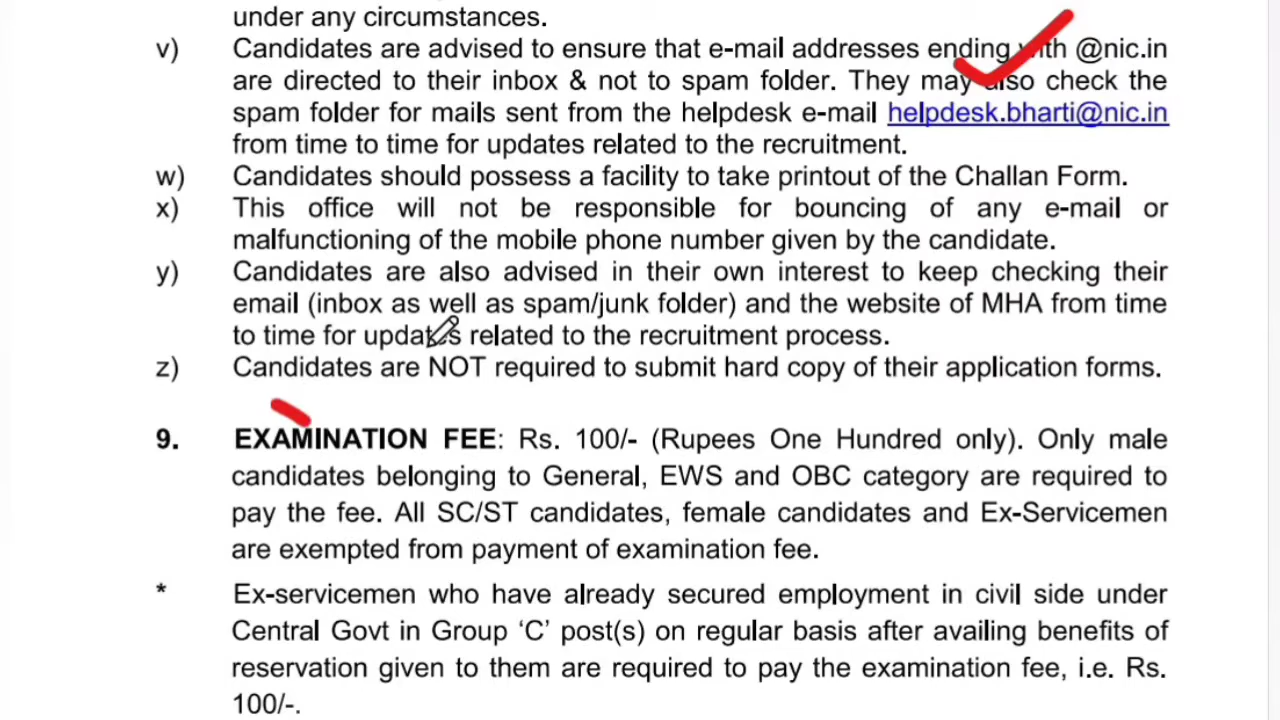 under any circumstances.
v) Candidates are advised to ensure that e-mail addresses ending with @nic.in
are directed to their inbox & not to spam folder. They may also check the
spam folder for mails sent from the helpdesk e-mail helpdesk.bharti@nic.in
from time to time for updates related to the recruitment.
w) Candidates should possess a facility to take printout of the Challan Form.
x) This office will not be responsible for bouncing of any e-mail or
malfunctioning of the mobile phone number given by the candidate.
y) Candidates are also advised in their own interest to keep checking their
email (inbox as well as spam/junk folder) and the website of MHA from time
to time for updates related to the recruitment process.
z) Candidates are NOT required to submit hard copy of their application forms.
9. EXAMINATION FEE: Rs. 100/- (Rupees One Hundred only). Only male
candidates belonging to General, EWS and OBC category are required to
pay the fee. All SC/ST candidates, female candidates and Ex-Servicemen
are exempted from payment of examination fee.
* Ex-servicemen who have already secured employment in civil side under
Central Govt in Group ‘C’ post(s) on regular basis after availing benefits of
reservation given to them are required to pay the examination fee, i.e. Rs.
100/-.